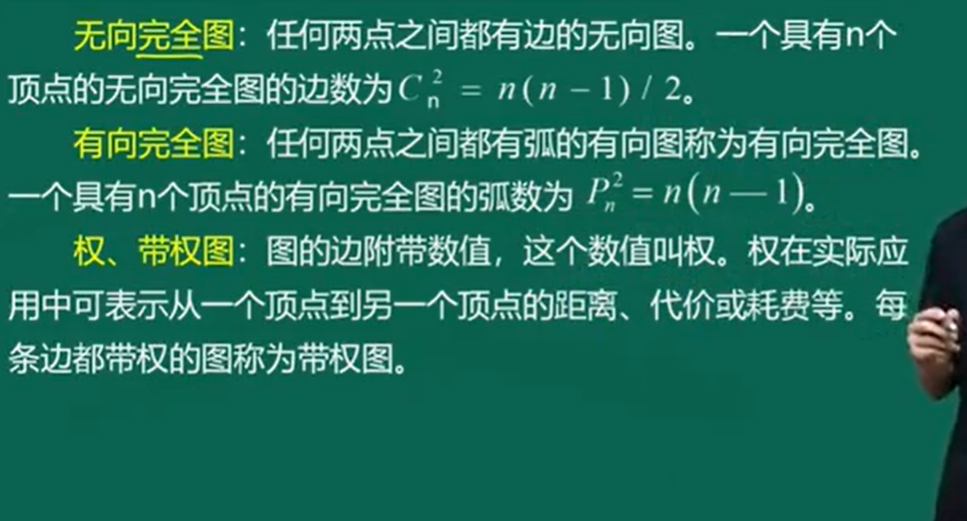 无向完全图：任何两点之间都有边的无向图。一个具有n个
顶点的无向完全图的边数为 C_n^2 = n(n-1)/2。
有向完全图：任何两点之间都有弧的有向图称为有向完全图。
一个具有n个顶点的有向完全图的弧数为 P_n^2 = n(n—1)。
权、带权图：图的边附带数值，这个数值叫权。权在实际应
用中可表示从一个顶点到另一个顶点的距离、代价或耗费等。每
条边都带权的图称为带权图。